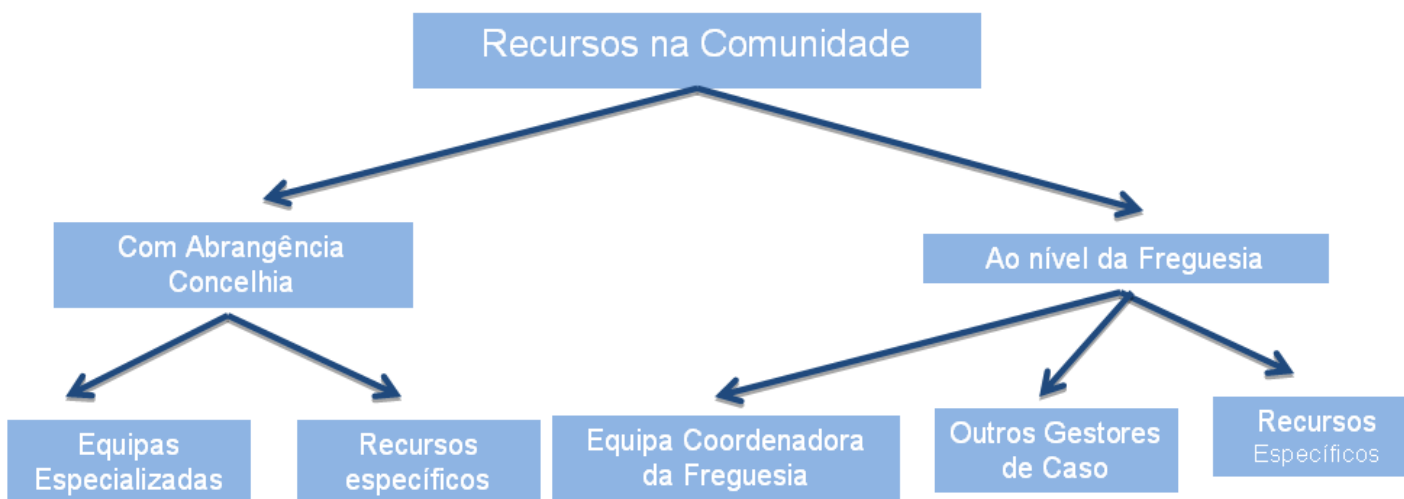 Recursos na Comunidade
Com Abrangência
Concelhia
Ao nível da Freguesia
Equipas
Especializadas
Recursos
específicos
Equipa Coordenadora
da Freguesia
Outros Gestores
de Caso
Recursos
Específicos